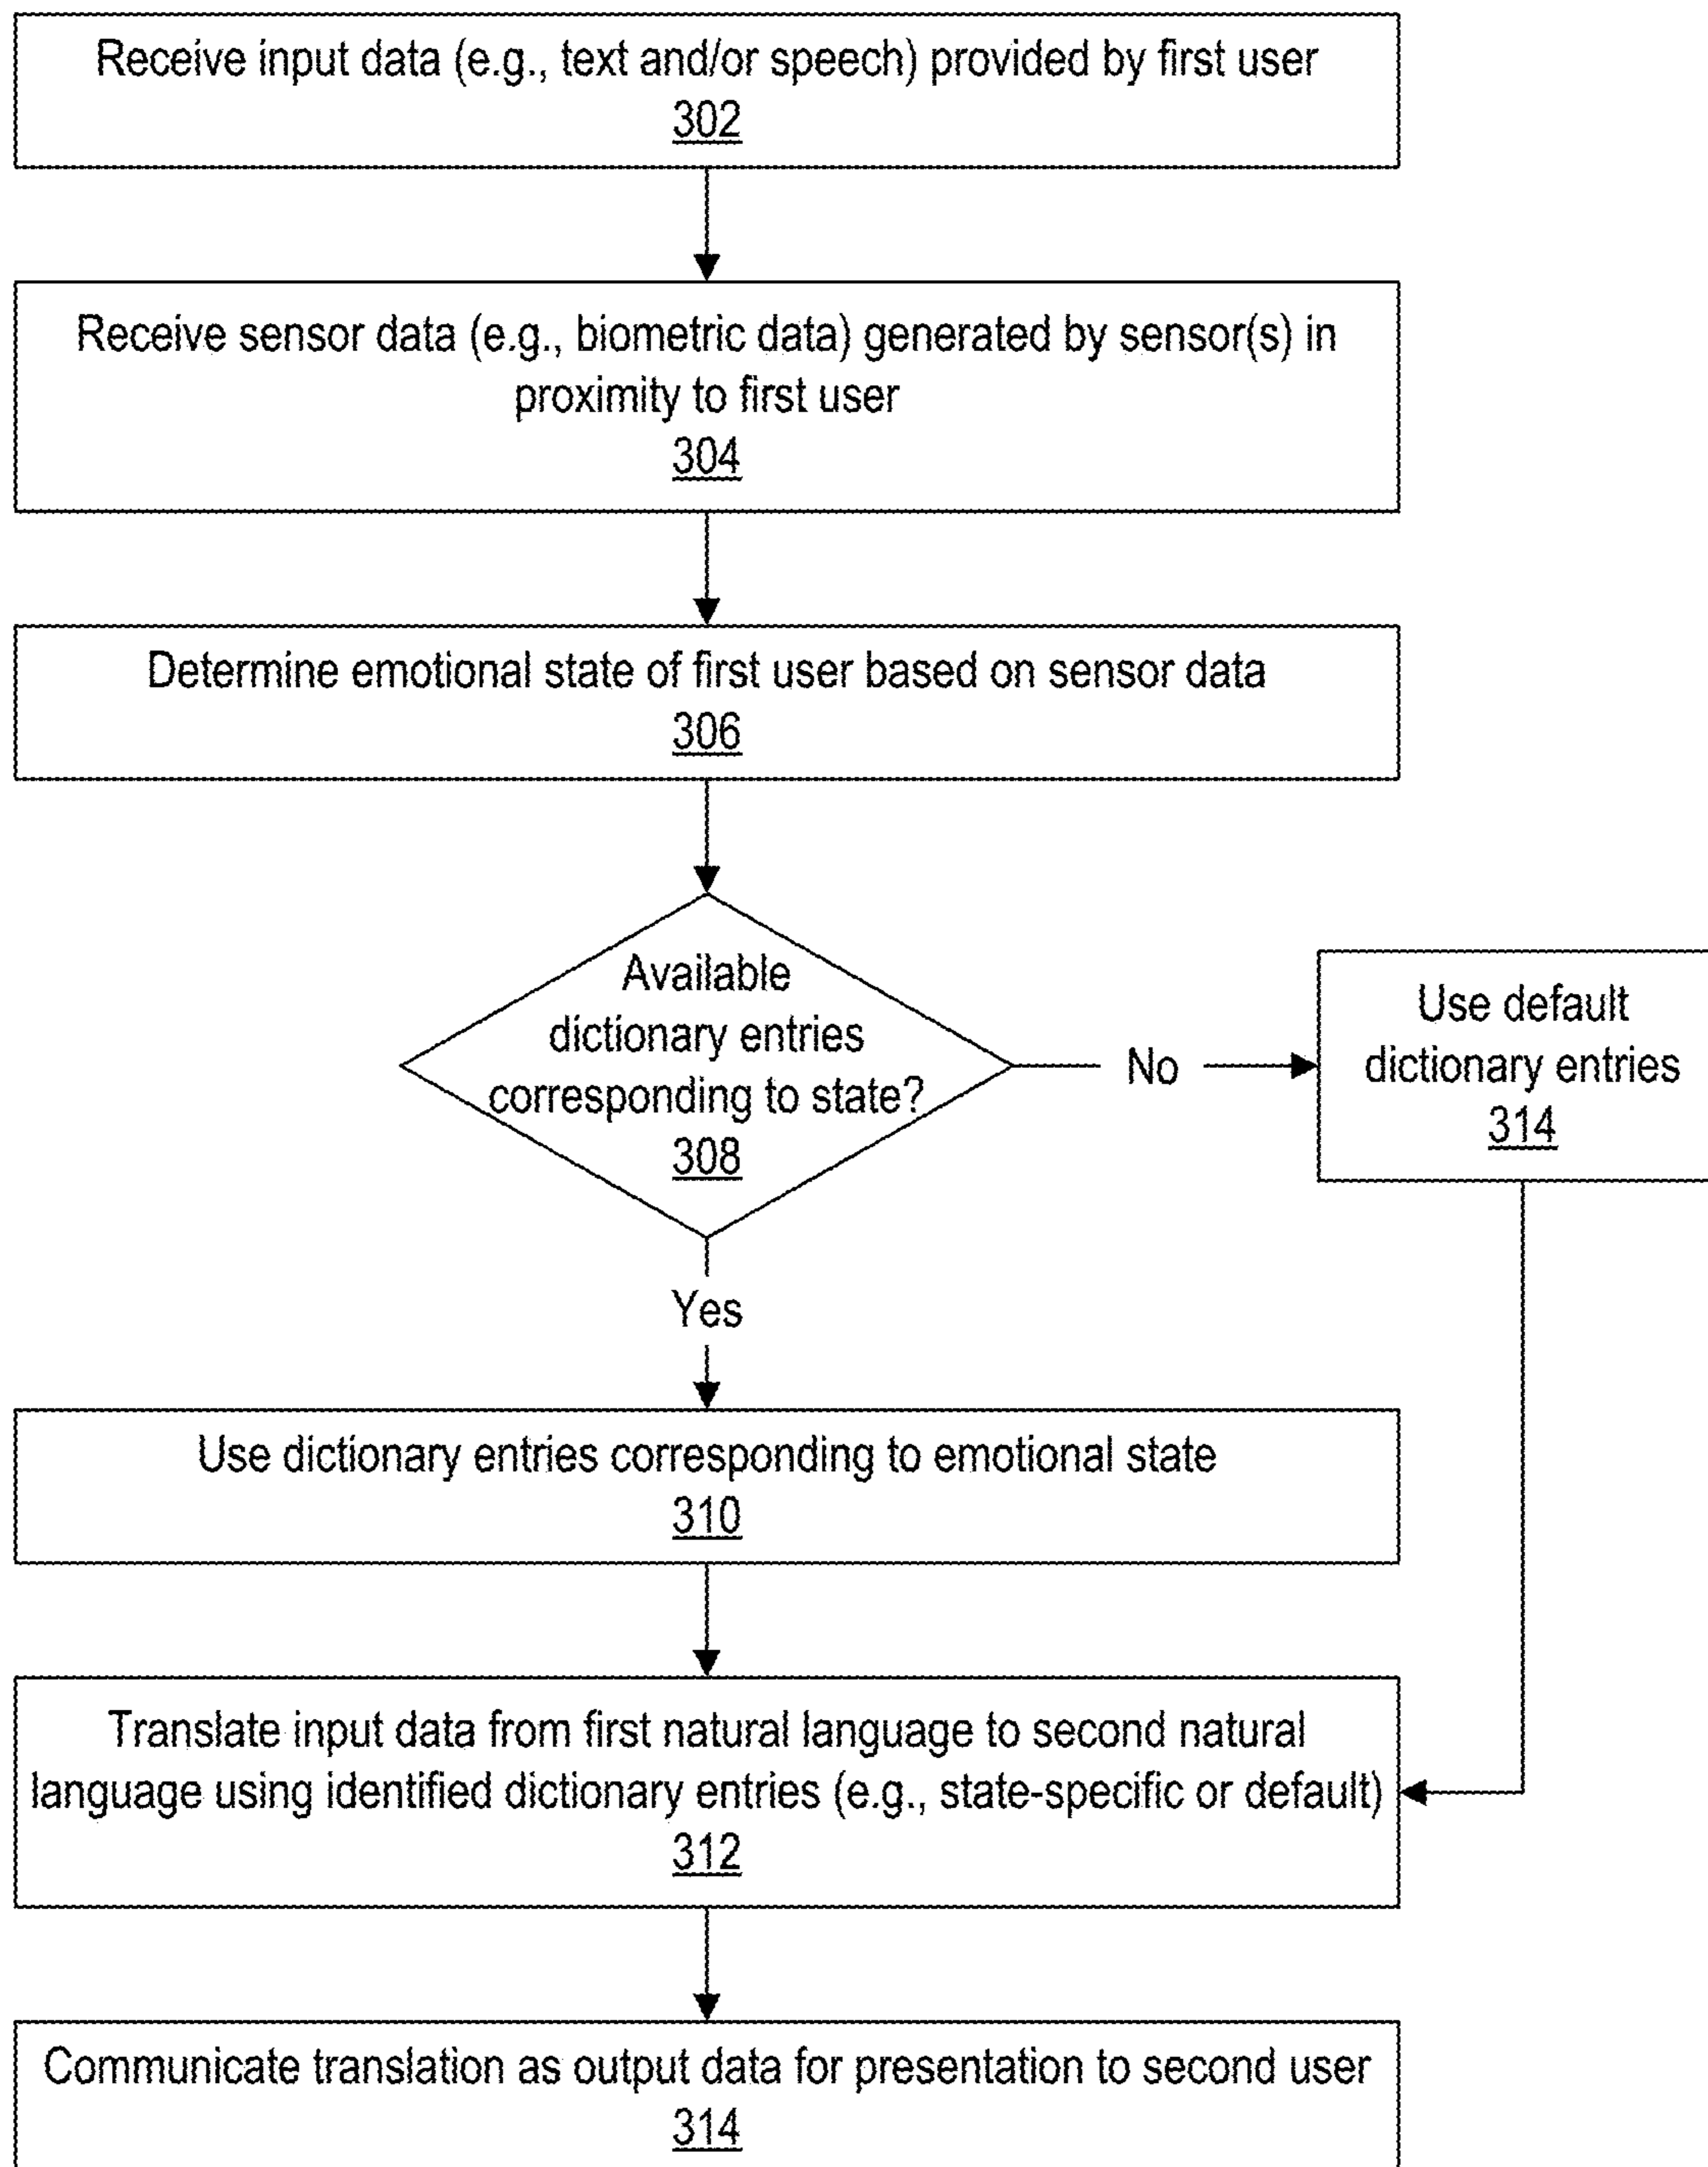 Receive input data (e.g., text and/or speech) provided by first user
302
Receive sensor data (e.g., biometric data) generated by sensor(s) in
proximity to first user
304
Determine emotional state of first user based on sensor data
306
Available
dictionary entries
corresponding to state?
308
No
Use default
dictionary entries
314
Yes
Use dictionary entries corresponding to emotional state
310
Translate input data from first natural language to second natural
language using identified dictionary entries (e.g., state-specific or default)
312
Communicate translation as output data for presentation to second user
314